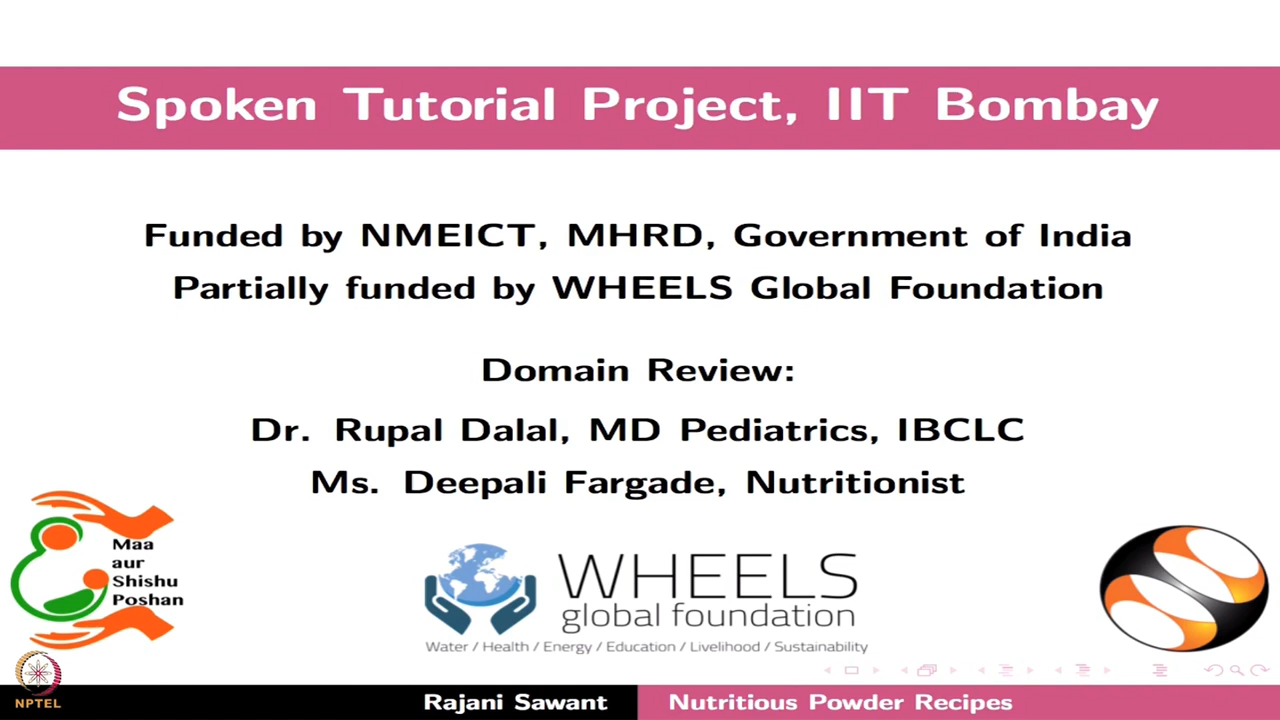 Spoken Tutorial Project, IIT Bombay
Funded by NMEICT, MHRD, Government of India
Partially funded by WHEELS Global Foundation
Domain Review:
Dr. Rupal Dalal, MD Pediatrics, IBCLC
Ms. Deepali Fargade, Nutritionist
Maa
aur
Shishu
Poshan
WHEELS
global foundation
Water / Health / Energy / Education / Livelihood / Sustainability
NPTEL
Rajani Sawant
Nutritious Powder Recipes